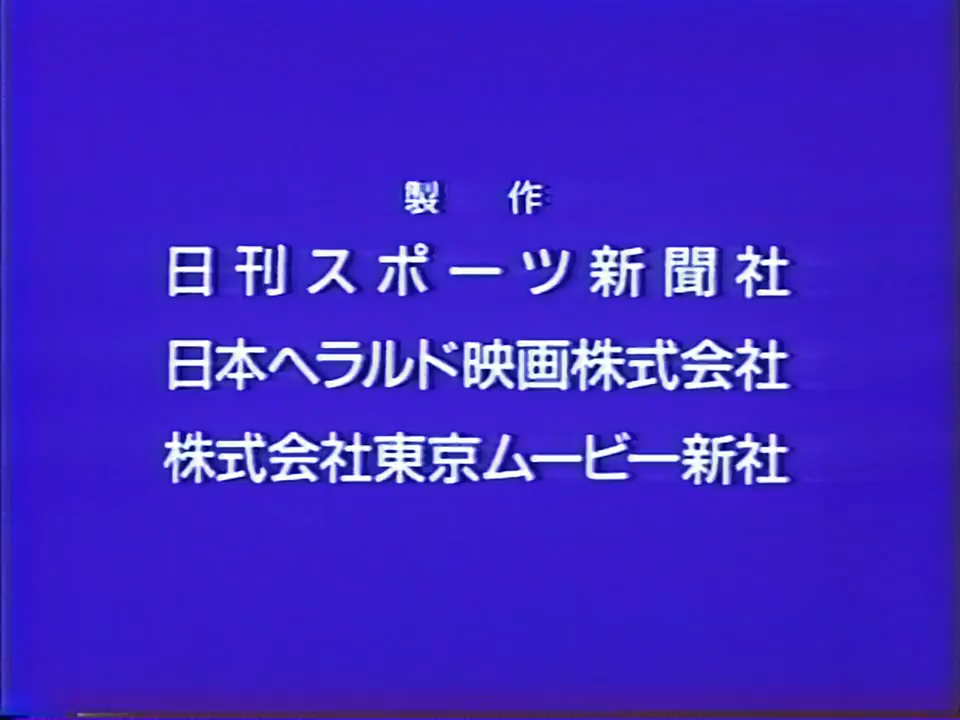 製作
日刊スポーツ新聞社
日本ヘラルド映画株式会社
株式会社東京ムービー新社